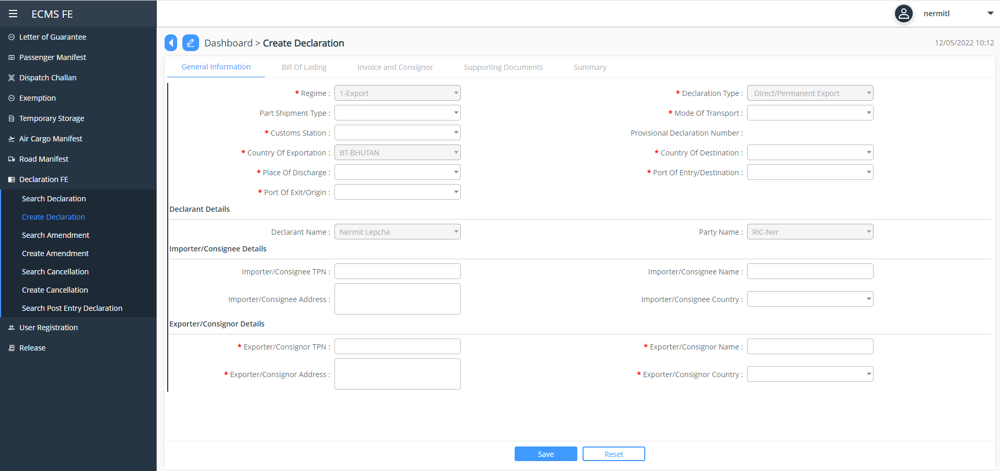 ECMS FE
nermitl
Letter of Guarantee
Passenger Manifest
Dispatch Challan
Exemption
Temporary Storage
Air Cargo Manifest
Road Manifest
Declaration FE
Search Declaration
Create Declaration
Search Amendment
Create Amendment
Search Cancellation
Create Cancellation
Search Post Entry Declaration
User Registration
Release
Dashboard > Create Declaration
12/05/2022 10:12
General Information Bill Of Lading Invoice and Consignor Supporting Documents Summary
* Regime : 1-Export * Declaration Type : Direct/Permanent Export
Part Shipment Type : * Mode Of Transport :
* Customs Station : Provisional Declaration Number :
* Country Of Exportation : BT-BHUTAN * Country Of Destination :
* Place Of Discharge : * Port Of Entry/Destination :
* Port Of Exit/Origin :
Declarant Details
Declarant Name : Nermit Lepcha Party Name : RIC-Ner
Importer/Consignee Details
Importer/Consignee TPN : Importer/Consignee Name :
Importer/Consignee Address : Importer/Consignee Country :
Exporter/Consignor Details
* Exporter/Consignor TPN : * Exporter/Consignor Name :
* Exporter/Consignor Address : * Exporter/Consignor Country :
Save Reset